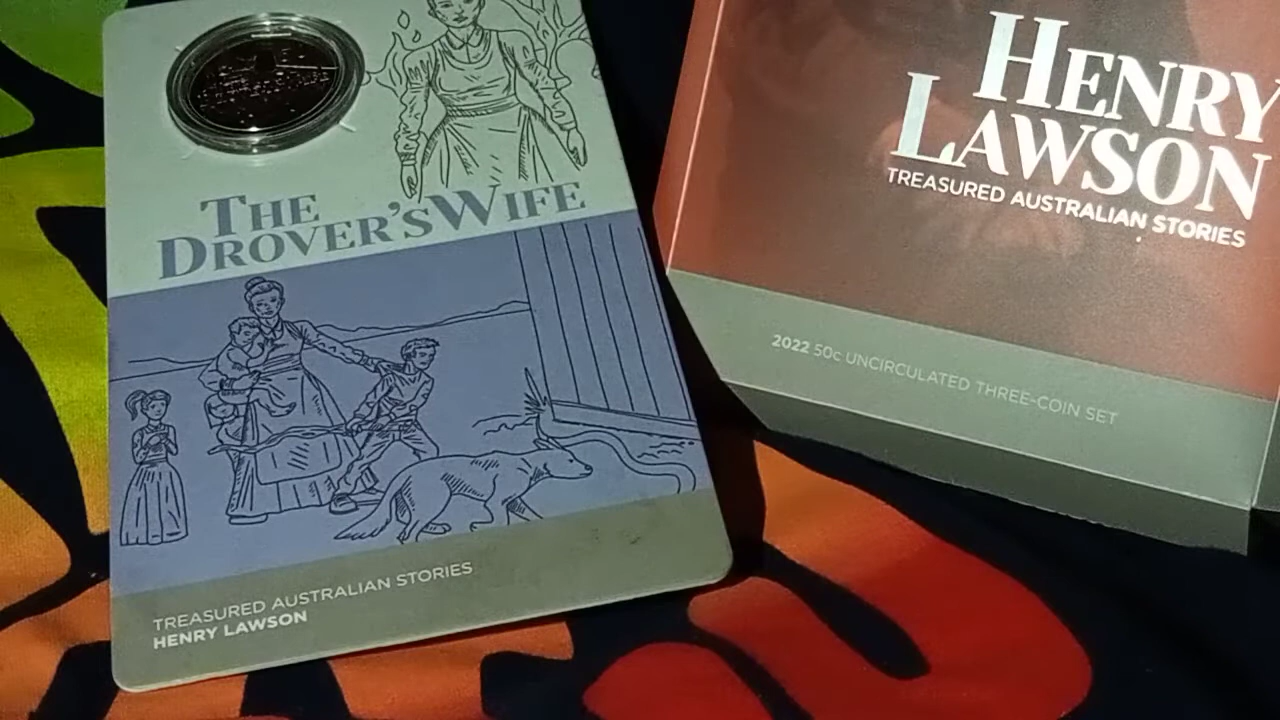 THE
DROVER'S WIFE
TREASURED AUSTRALIAN STORIES
HENRY LAWSON
HENRY
LAWSON
TREASURED AUSTRALIAN STORIES
2022 50c UNCIRCULATED THREE-COIN SET